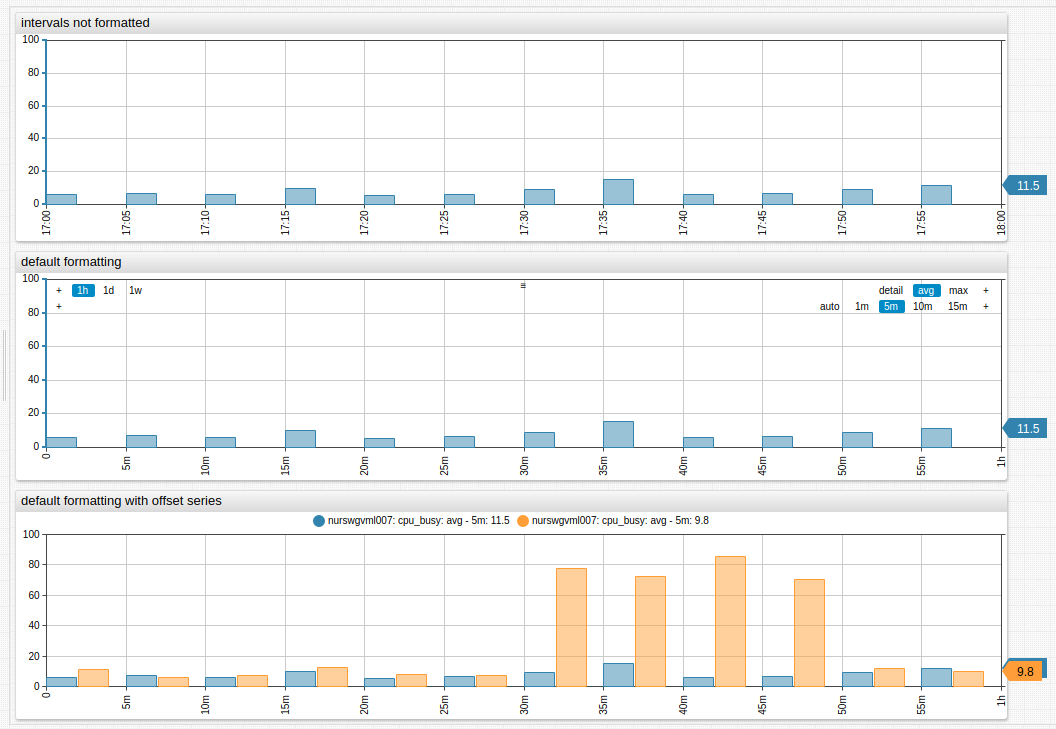 intervals not formatted
100
80
60
40
20
0
11.5
17:00 17:05 17:10 17:15 17:20 17:25 17:30 17:35 17:40 17:45 17:50 17:55 18:00
default formatting
100
+ 1h 1d 1w ≡ detail avg max +
+ auto 1m 5m 10m 15m +
80
60
40
20
11.5
0
0 5m 10m 15m 20m 25m 30m 35m 40m 45m 50m 55m 1h
default formatting with offset series
nurswgvml007: cpu_busy: avg - 5m: 11.5 nurswgvml007: cpu_busy: avg - 5m: 9.8
100
80
60
40
20
9.8
0
0 5m 10m 15m 20m 25m 30m 35m 40m 45m 50m 55m 1h